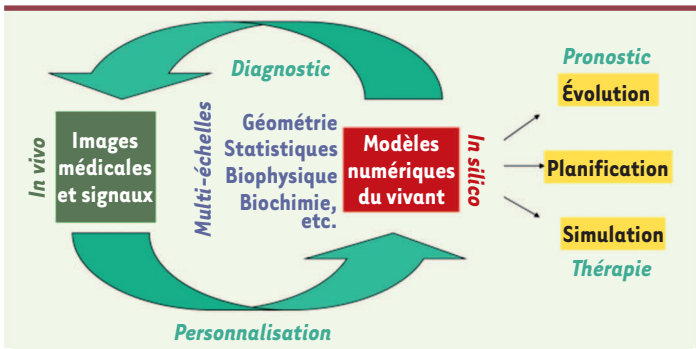 Diagnostic
In vivo
Images
médicales
et signaux
Multi-échelles
Géométrie
Statistiques
Biophysique
Biochimie,
etc.
Modèles
numériques
du vivant
In silico
Pronostic
Évolution
Planification
Simulation
Thérapie
Personnalisation